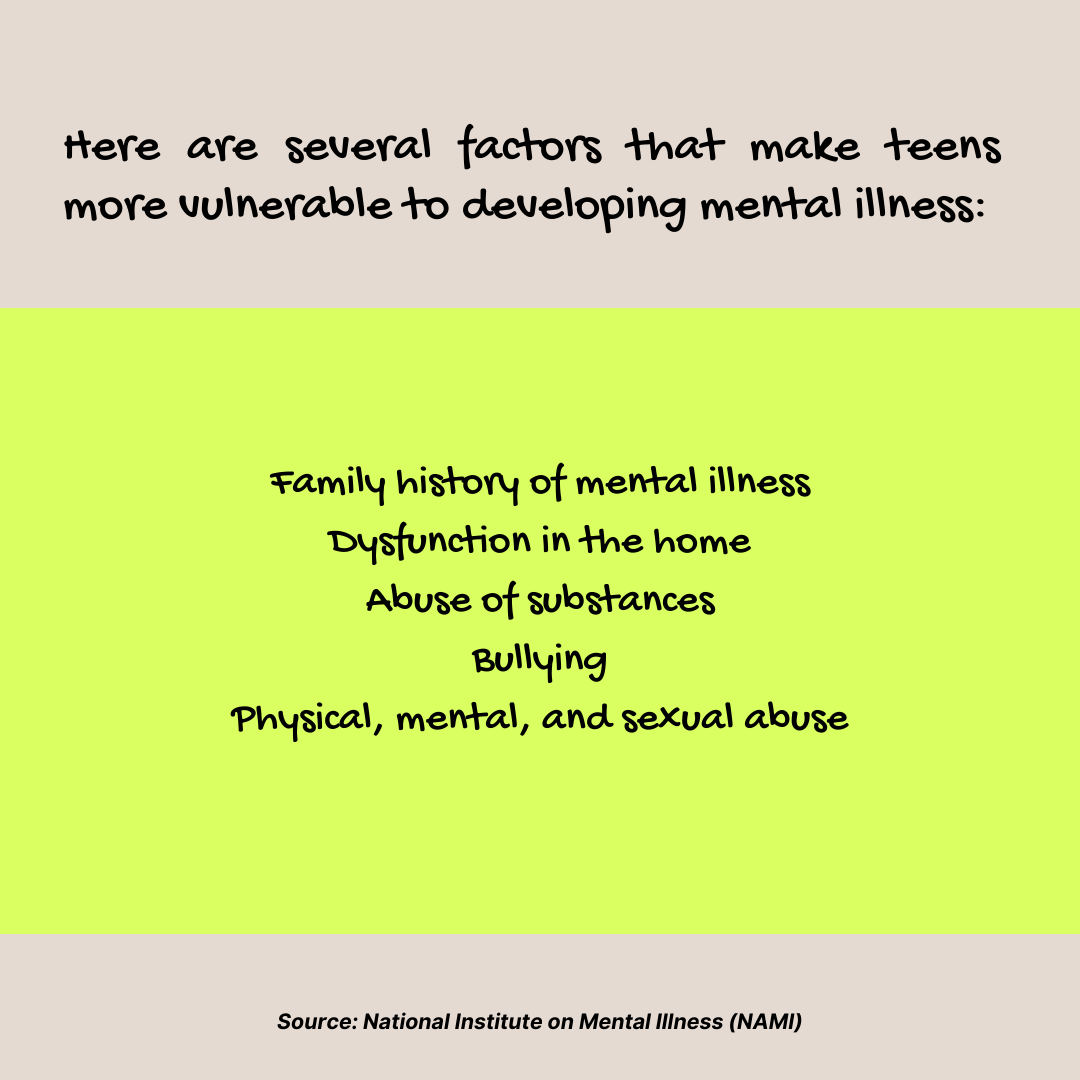 Here are several factors that make teens
more vulnerable to developing mental illness:
Family history of mental illness
Dysfunction in the home
Abuse of substances
Bullying
Physical, mental, and sexual abuse
Source: National Institute on Mental Illness (NAMI)